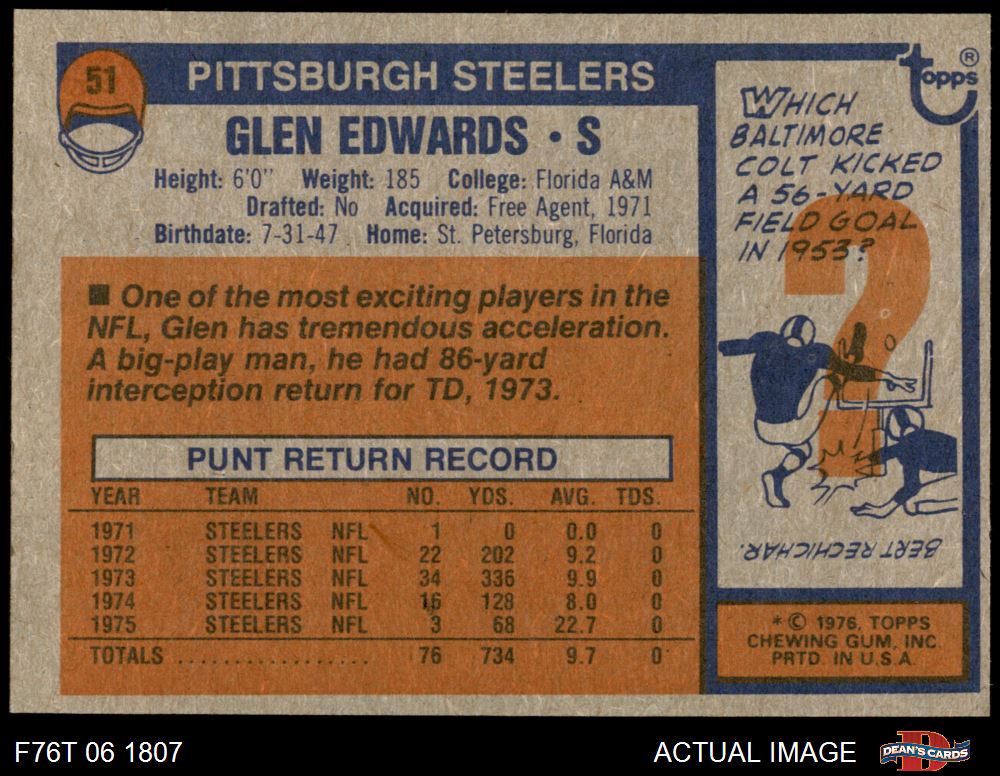 51
PITTSBURGH STEELERS
GLEN EDWARDS • S
Height: 6'0" Weight: 185 College: Florida A&M
Drafted: No Acquired: Free Agent, 1971
Birthdate: 7-31-47 Home: St. Petersburg, Florida
■ One of the most exciting players in the
NFL, Glen has tremendous acceleration.
A big-play man, he had 86-yard
interception return for TD, 1973.
PUNT RETURN RECORD
YEAR TEAM NO. YDS. AVG. TDS.
1971 STEELERS NFL 1 0 0.0 0
1972 STEELERS NFL 22 202 9.2 0
1973 STEELERS NFL 34 336 9.9 0
1974 STEELERS NFL 16 128 8.0 0
1975 STEELERS NFL 3 68 22.7 0
TOTALS .................. 76 734 9.7 0
Topps ®
WHICH
BALTIMORE
COLT KICKED
A 56-YARD
FIELD GOAL
IN 1953?
?
BERT RECHICHAR.
* © 1976, TOPPS
CHEWING GUM, INC.
PRTD. IN U.S.A.
F76T 06 1807
ACTUAL IMAGE
D
DEAN'S CARDS